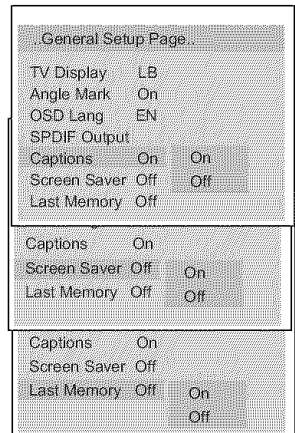 ..General Setup Page..
TV Display LB
Angle Mark On
OSD Lang EN
SPDIF Output
Captions On On
Screen Saver Off Off
Last Memory Off
Captions On
Screen Saver Off On
Last Memory Off Off
Captions On
Screen Saver Off
Last Memory Off On
Off